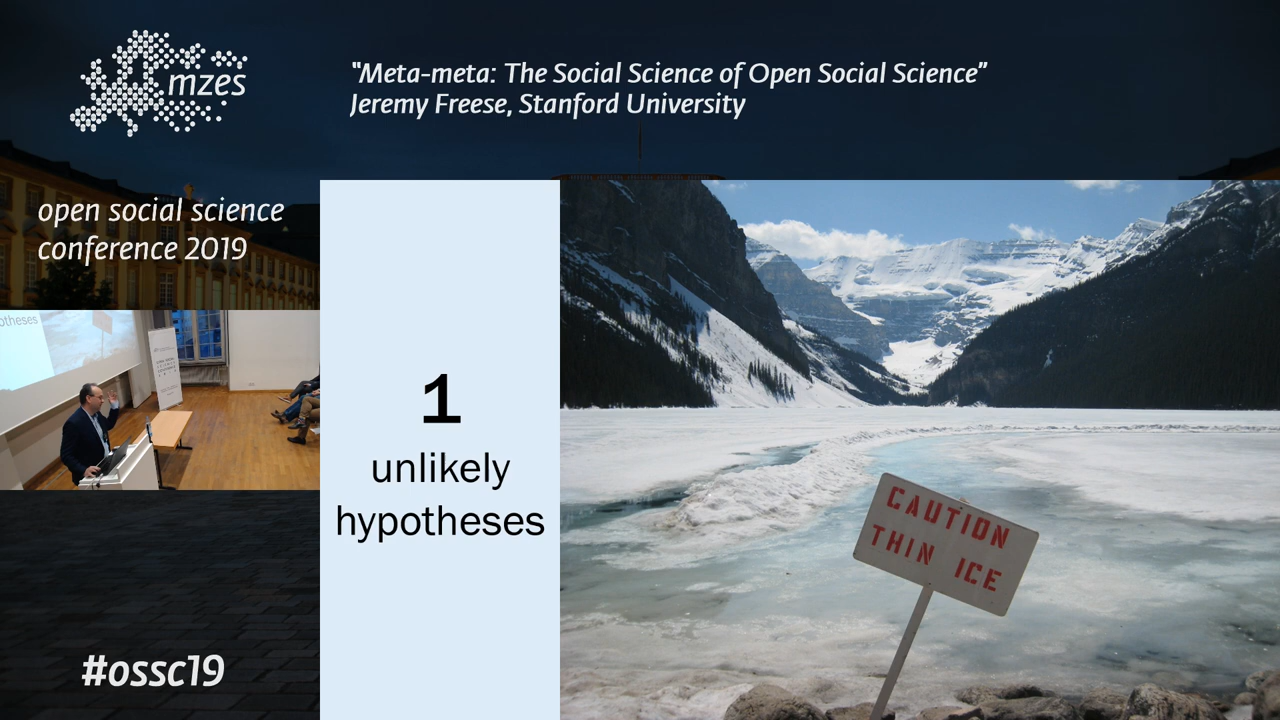 mzes
“Meta-meta: The Social Science of Open Social Science”
Jeremy Freese, Stanford University
open social science
conference 2019
otheses
1
unlikely
hypotheses
CAUTION
THIN ICE
#ossc19